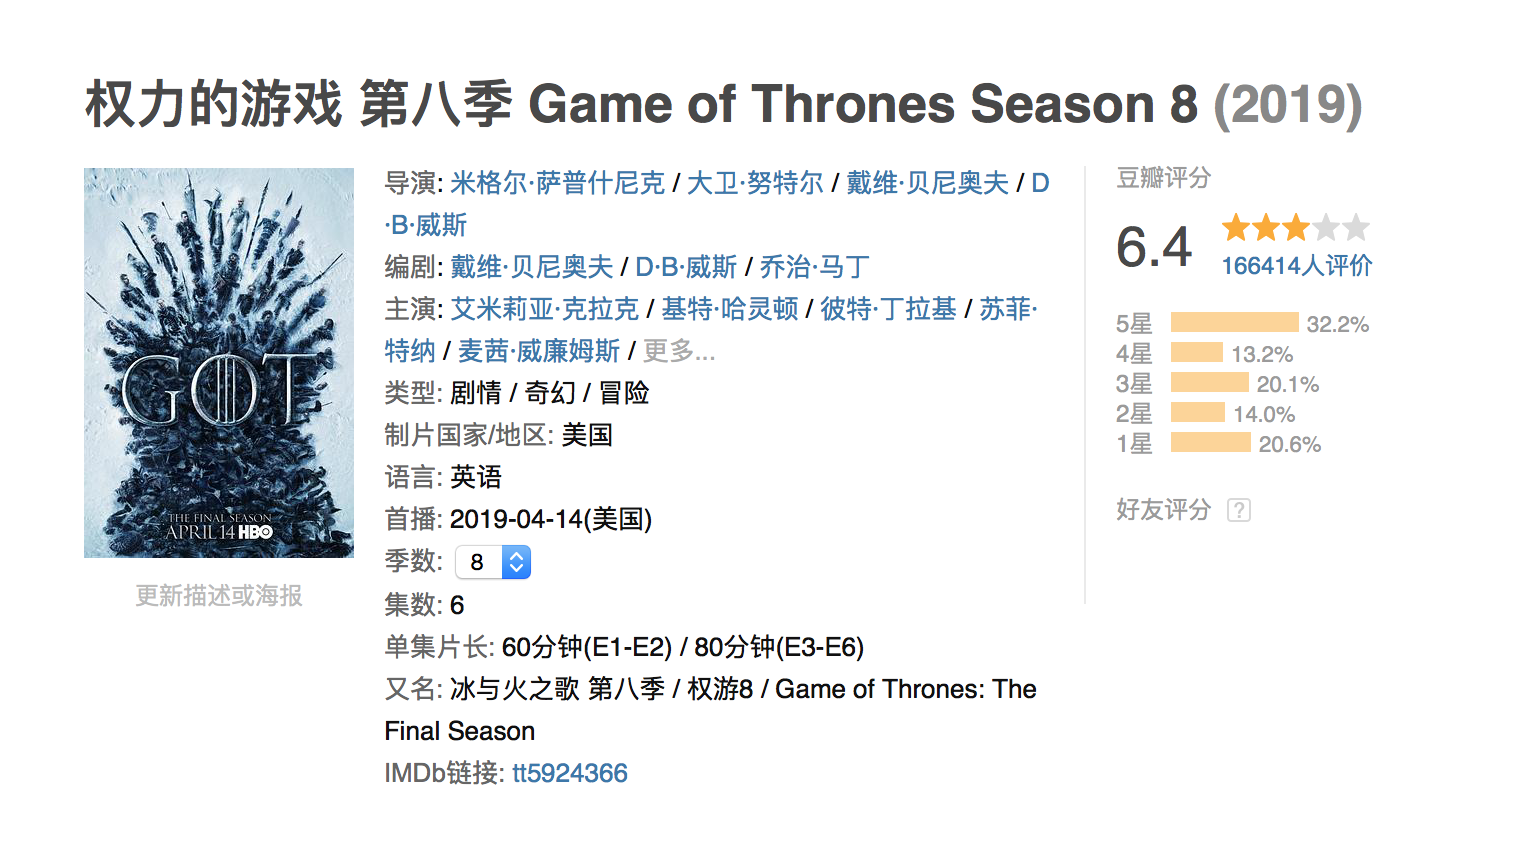 权力的游戏 第八季 Game of Thrones Season 8 (2019)
GOT
THE FINAL SEASON
APRIL 14 HBO
更新描述或海报
导演: 米格尔·萨普什尼克 / 大卫·努特尔 / 戴维·贝尼奥夫 / D
·B·威斯
编剧: 戴维·贝尼奥夫 / D·B·威斯 / 乔治·马丁
主演: 艾米莉亚·克拉克 / 基特·哈灵顿 / 彼特·丁拉基 / 苏菲·
特纳 / 麦茜·威廉姆斯 / 更多...
类型: 剧情 / 奇幻 / 冒险
制片国家/地区: 美国
语言: 英语
首播: 2019-04-14(美国)
季数: 8
集数: 6
单集片长: 60分钟(E1-E2) / 80分钟(E3-E6)
又名: 冰与火之歌 第八季 / 权游8 / Game of Thrones: The
Final Season
IMDb链接: tt5924366
豆瓣评分
6.4
166414人评价
5星 32.2%
4星 13.2%
3星 20.1%
2星 14.0%
1星 20.6%
好友评分 ?